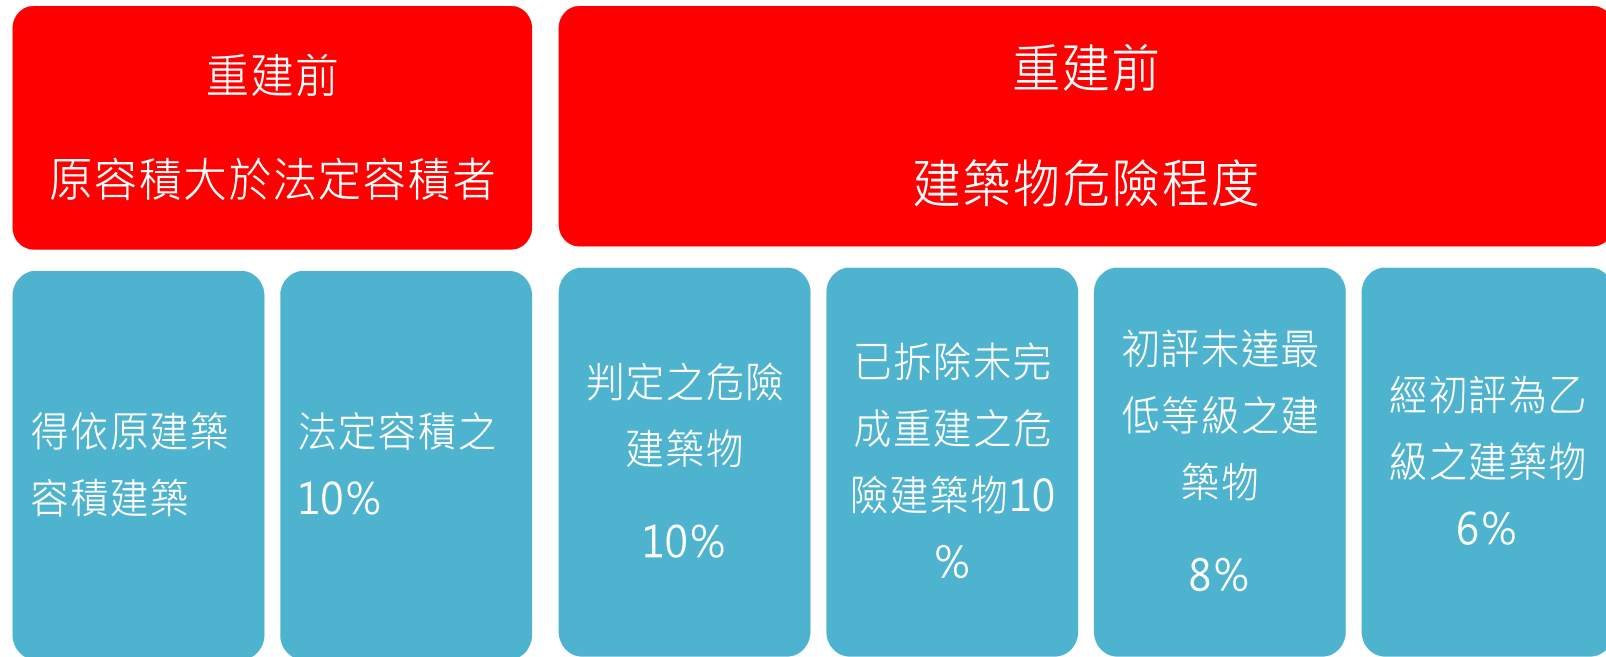 重建前
原容積大於法定容積者
得依原建築
容積建築
法定容積之
10%
重建前
建築物危險程度
判定之危險
建築物
10%
已拆除未完
成重建之危
險建築物10
%
初評未達最
低等級之建
築物
8%
經初評為乙
級之建築物
6%